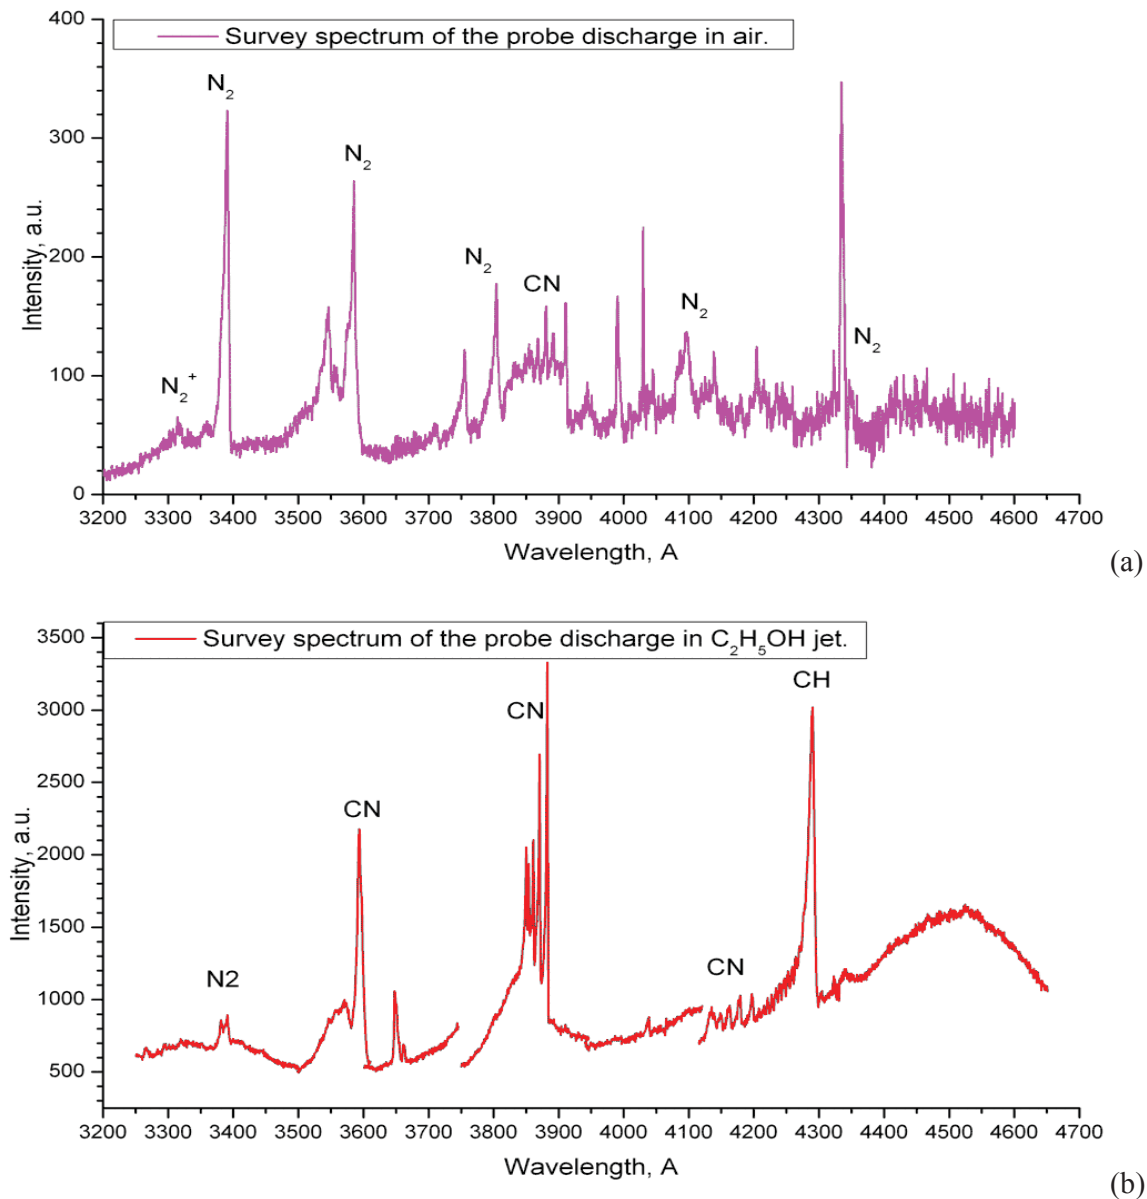 400
Survey spectrum of the probe discharge in air.
N₂
300
N₂
200
N₂
CN
N₂
N₂
100
N₂⁺
0
Intensity, a.u.
3200 3300 3400 3500 3600 3700 3800 3900 4000 4100 4200 4300 4400 4500 4600 4700
Wavelength, A
(a)
3500
Survey spectrum of the probe discharge in C₂H₅OH jet.
CH
3000
CN
2500
CN
2000
1500
CN
N2
1000
500
Intensity, a.u.
3200 3300 3400 3500 3600 3700 3800 3900 4000 4100 4200 4300 4400 4500 4600 4700
Wavelength, A
(b)